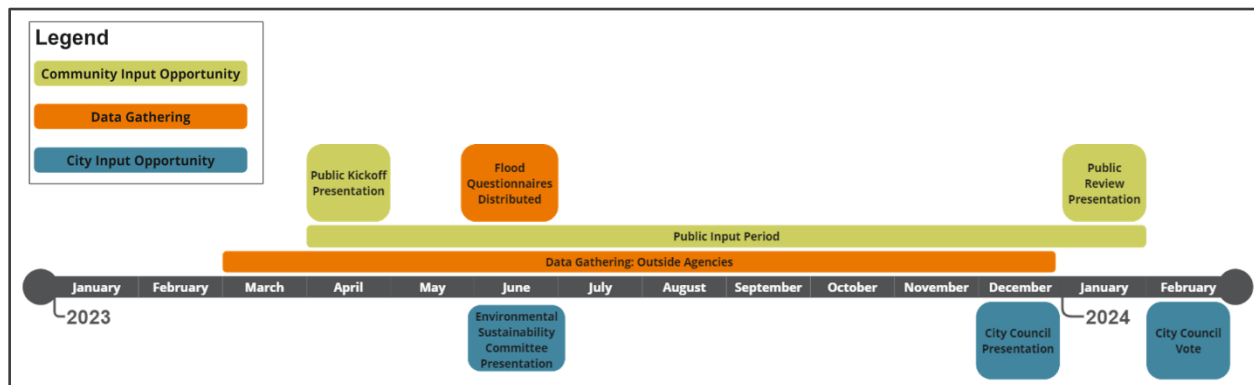 Legend
Community Input Opportunity
Data Gathering
City Input Opportunity
Public Kickoff
Presentation
Flood
Questionnaires
Distributed
Public
Review
Presentation
Public Input Period
Data Gathering: Outside Agencies
January February March April May June July August September October November December January February
2023
2024
Environmental
Sustainability
Committee
Presentation
City Council
Presentation
City Council
Vote